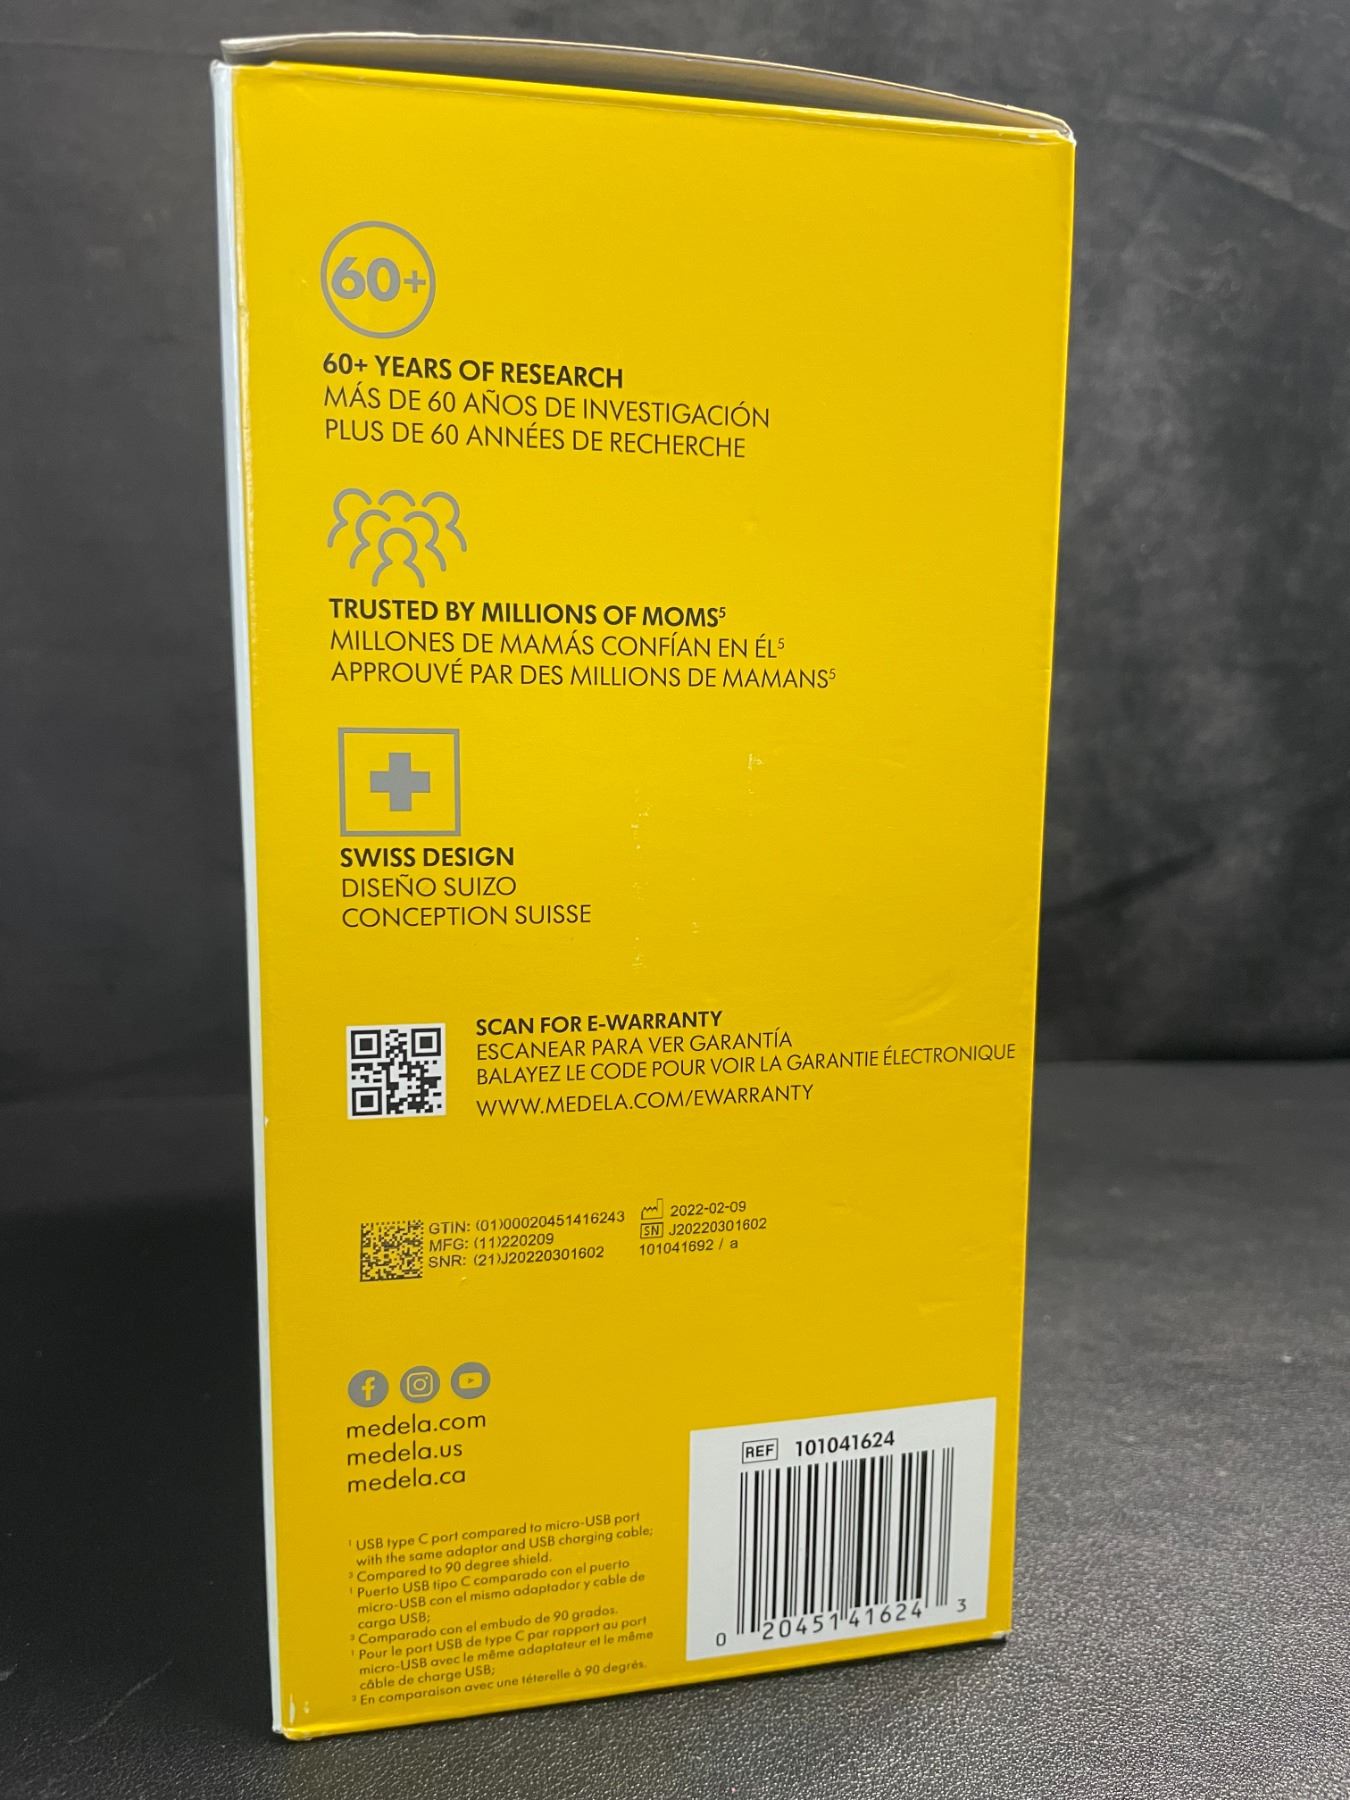 60+
60+ YEARS OF RESEARCH
MÁS DE 60 AÑOS DE INVESTIGACIÓN
PLUS DE 60 ANNÉES DE RECHERCHE
TRUSTED BY MILLIONS OF MOMS⁵
MILLONES DE MAMÁS CONFÍAN EN ÉL⁵
APPROUVÉ PAR DES MILLIONS DE MAMANS⁵
SWISS DESIGN
DISEÑO SUIZO
CONCEPTION SUISSE
SCAN FOR E-WARRANTY
ESCANEAR PARA VER GARANTÍA
BALAYEZ LE CODE POUR VOIR LA GARANTIE ÉLECTRONIQUE
WWW.MEDELA.COM/EWARRANTY
GTIN: (01)00020451416243
MFG: (11)220209
SNR: (21)J20220301602
2022-02-09
SN J20220301602
101041692 / a
medela.com
medela.us
medela.ca
¹ USB type C port compared to micro-USB port
with the same adaptor and USB charging cable;
³ Compared to 90 degree shield.
¹ Puerto USB tipo C comparado con el puerto
micro-USB con el mismo adaptador y cable de
carga USB;
³ Comparado con el embudo de 90 grados.
¹ Pour le port USB de type C par rapport au port
micro-USB avec le même adaptateur et le même
câble de charge USB;
³ En comparaison avec une téterelle à 90 degrés.
REF 101041624
0 20451 41624 3